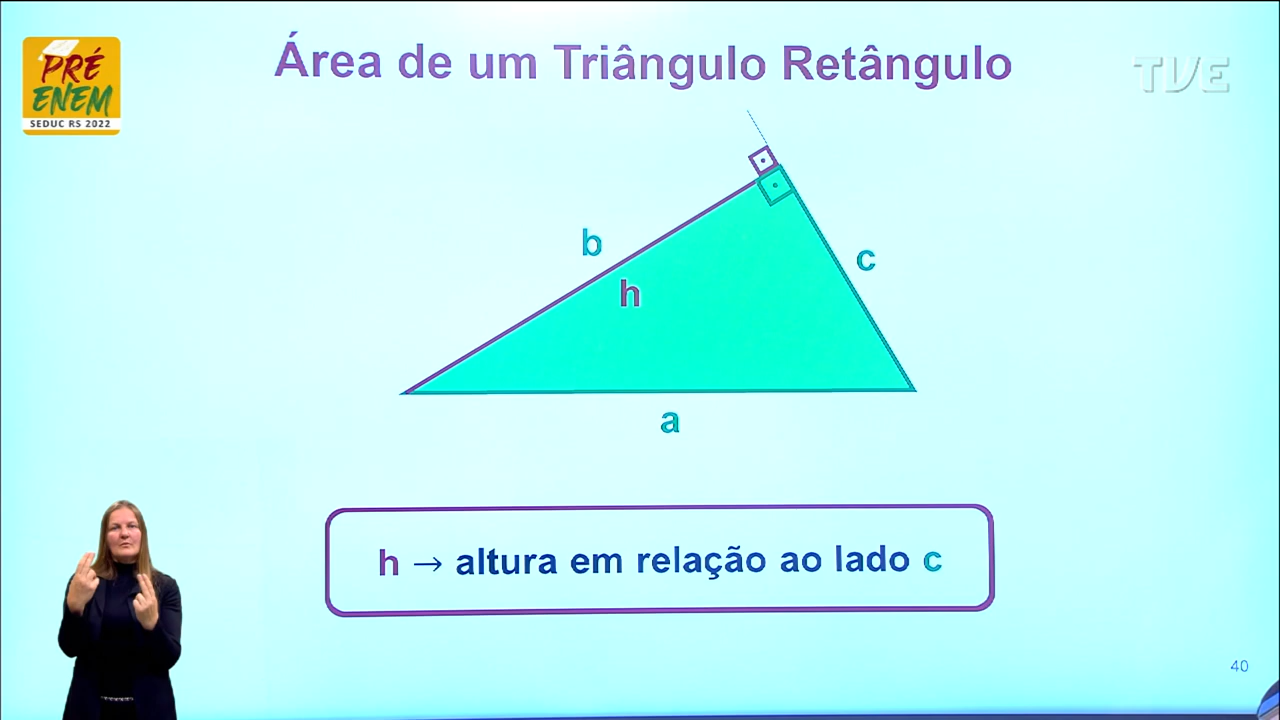 Área de um Triângulo Retângulo
PRÉ
ENEM
SEDUC RS 2022
TVE
b
c
h
a
h → altura em relação ao lado c
40